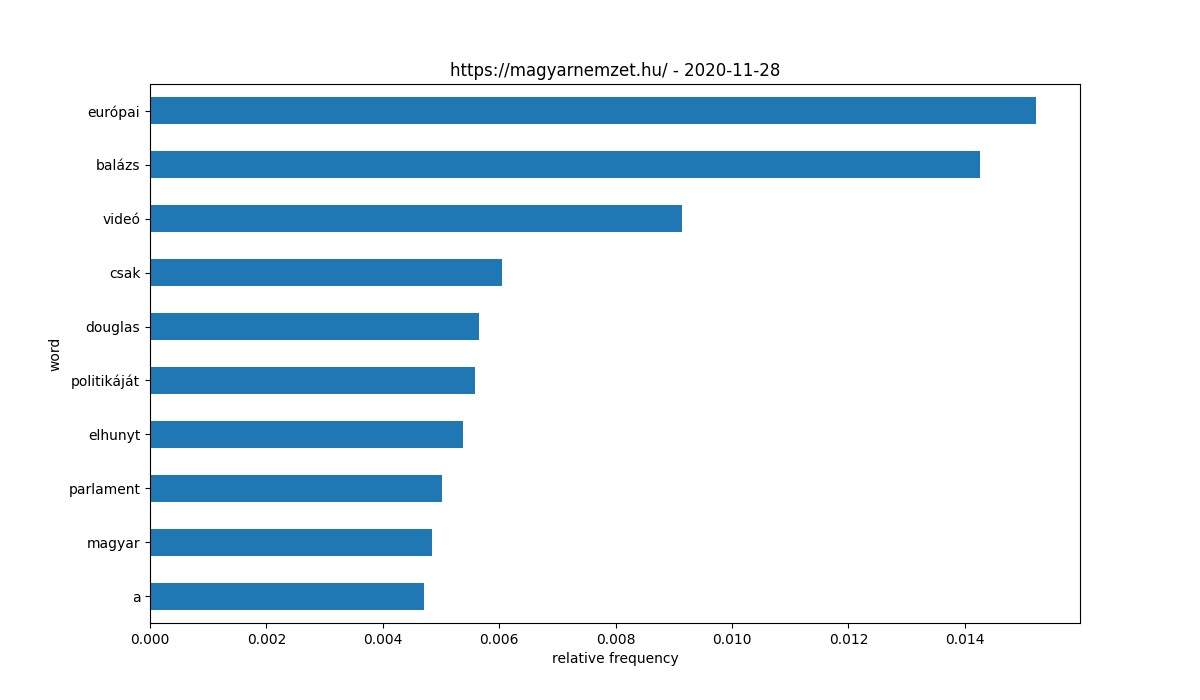 https://magyarnemzet.hu/ - 2020-11-28
európai
balázs
videó
csak
douglas
politikáját
elhunyt
parlament
magyar
a
word
0.000 0.002 0.004 0.006 0.008 0.010 0.012 0.014
relative frequency